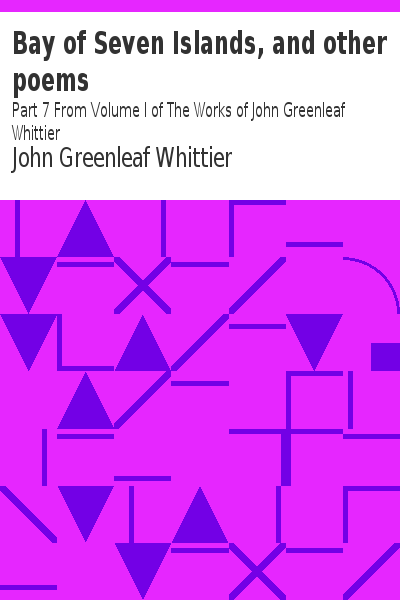 Bay of Seven Islands, and other
poems
Part 7 From Volume I of The Works of John Greenleaf
Whittier
John Greenleaf Whittier